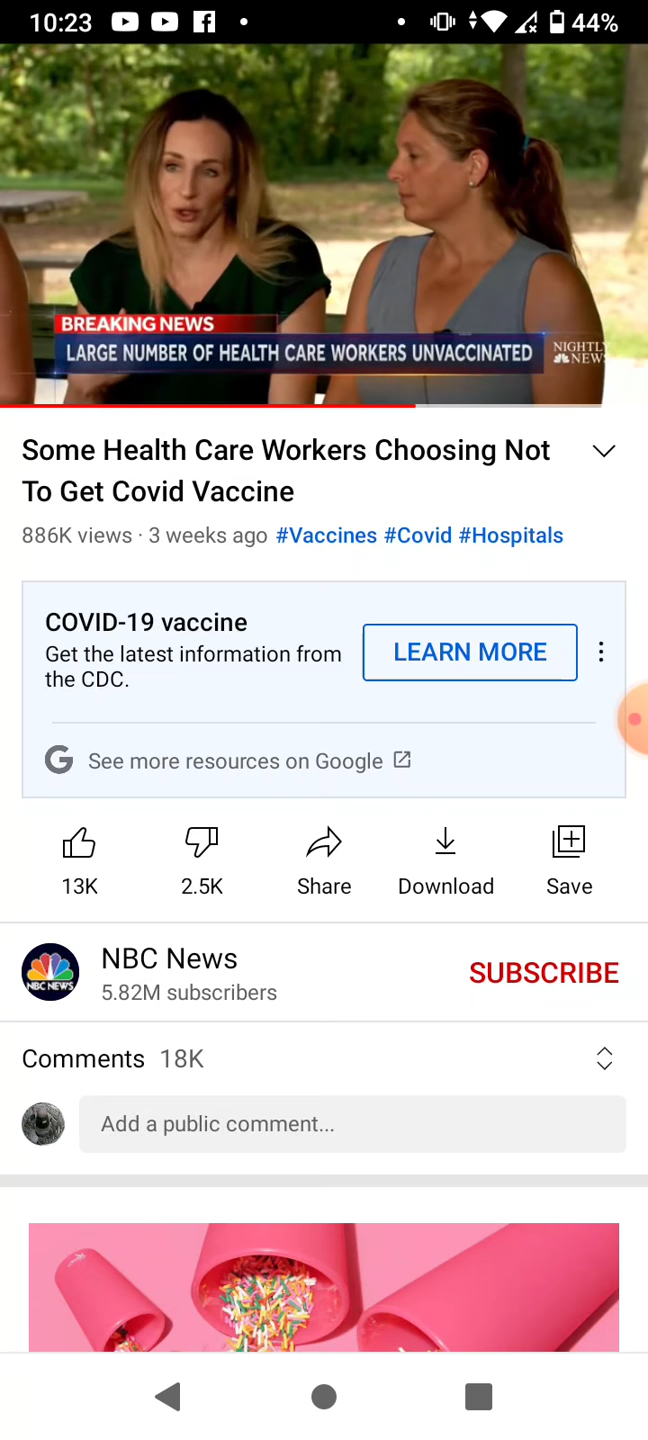 10:23
44%
BREAKING NEWS
LARGE NUMBER OF HEALTH CARE WORKERS UNVACCINATED
NIGHTLY
NEWS
Some Health Care Workers Choosing Not
To Get Covid Vaccine
886K views · 3 weeks ago #Vaccines #Covid #Hospitals
COVID-19 vaccine
Get the latest information from
the CDC.
LEARN MORE
See more resources on Google
13K
2.5K
Share
Download
Save
NBC NEWS
NBC News
5.82M subscribers
SUBSCRIBE
Comments 18K
Add a public comment...